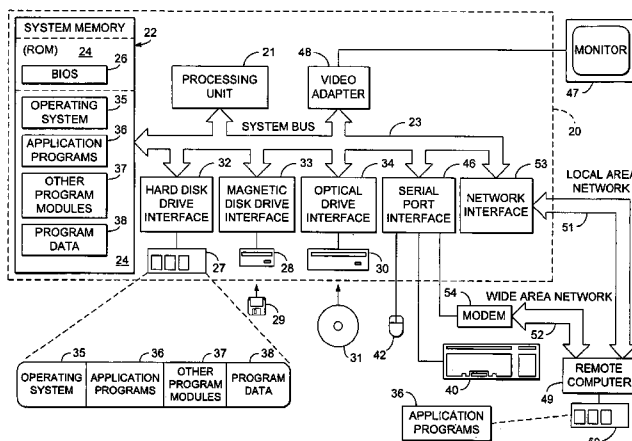 SYSTEM MEMORY
22
(ROM) 24
26
BIOS
35
OPERATING
SYSTEM
36
APPLICATION
PROGRAMS
37
OTHER
PROGRAM
MODULES
38
PROGRAM
DATA
24
21
PROCESSING
UNIT
48
VIDEO
ADAPTER
MONITOR
47
20
SYSTEM BUS
23
32
HARD DISK
DRIVE
INTERFACE
33
MAGNETIC
DISK DRIVE
INTERFACE
34
OPTICAL
DRIVE
INTERFACE
46
SERIAL
PORT
INTERFACE
53
NETWORK
INTERFACE
LOCAL AREA
NETWORK
51
27
28
30
29
31
42
54
MODEM
WIDE AREA NETWORK
52
40
REMOTE
COMPUTER
49
35
OPERATING
SYSTEM
36
APPLICATION
PROGRAMS
37
OTHER
PROGRAM
MODULES
38
PROGRAM
DATA
36
APPLICATION
PROGRAMS